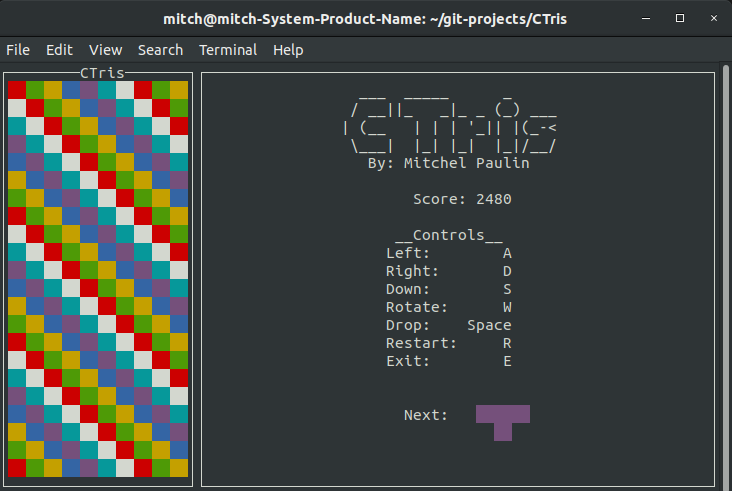 mitch@mitch-System-Product-Name: ~/git-projects/CTris
File Edit View Search Terminal Help
CTris
CTris
By: Mitchel Paulin
Score: 2480
__Controls__
Left: A
Right: D
Down: S
Rotate: W
Drop: Space
Restart: R
Exit: E
Next: